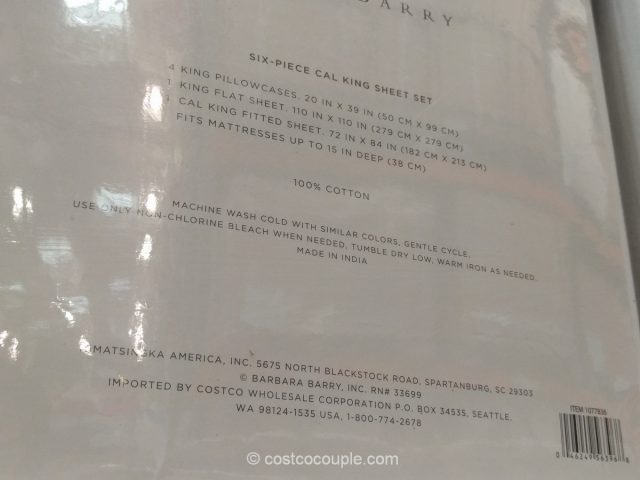 BARRY
SIX-PIECE CAL KING SHEET SET
4 KING PILLOWCASES. 20 IN X 39 IN (50 CM X 99 CM)
1 KING FLAT SHEET. 110 IN X 110 IN (279 CM X 279 CM)
1 CAL KING FITTED SHEET. 72 IN X 84 IN (182 CM X 213 CM)
FITS MATTRESSES UP TO 15 IN DEEP (38 CM)
100% COTTON
MACHINE WASH COLD WITH SIMILAR COLORS, GENTLE CYCLE.
USE ONLY NON-CHLORINE BLEACH WHEN NEEDED, TUMBLE DRY LOW, WARM IRON AS NEEDED.
MADE IN INDIA
AMERICA, INC. 5675 NORTH BLACKSTOCK ROAD, SPARTANBURG, SC 29303
© BARBARA BARRY, INC. RN# 33699
IMPORTED BY COSTCO WHOLESALE CORPORATION P.O. BOX 34535, SEATTLE,
WA 98124-1535 USA, 1-800-774-2678
ITEM 1077836
© costcocouple.com